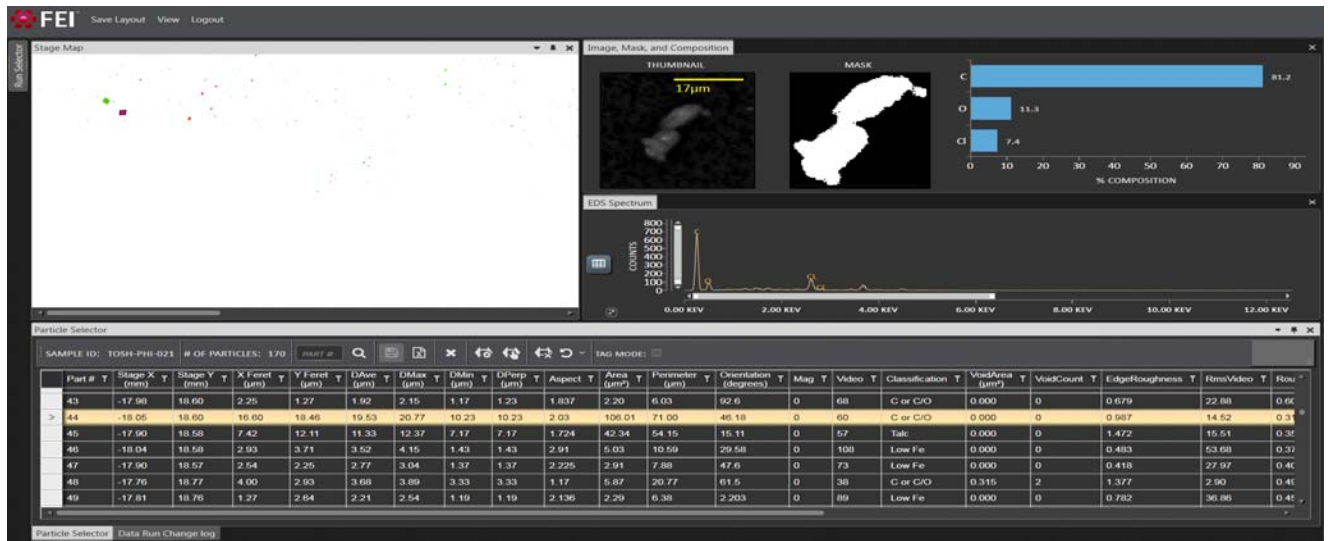 FEI Save Layout View Logout
Run Selector
Stage Map
Image, Mask, and Composition
THUMBNAIL MASK
17µm
C 81.2
O 11.3
Cl 7.4
0 10 20 30 40 50 60 70 80 90
% COMPOSITION
EDS Spectrum
COUNTS
800
700
600
500
400
300
200
100
0
C
O
CL
CL
0.00 KEV 2.00 KEV 4.00 KEV 6.00 KEV 8.00 KEV 10.00 KEV 12.00 KEV
Particle Selector
SAMPLE ID: TOSH-PHI-021 # OF PARTICLES: 170 PART # TAG MODE:
Part # Stage X (mm) Stage Y (mm) X Feret (µm) Y Feret (µm) DAve (µm) DMax (µm) DMin (µm) DPerp (µm) Aspect Area (µm²) Perimeter (µm) Orientation (degrees) Mag Video Classification VoidArea (µm²) VoidCount EdgeRoughness RmsVideo Rou
43 -17.98 18.60 2.25 1.27 1.92 2.15 1.17 1.23 1.837 2.20 6.03 92.6 0 68 C or C/O 0.000 0 0.679 22.88 0.60
> 44 -18.05 18.60 16.60 18.46 19.53 20.77 10.23 10.23 2.03 106.01 71.00 46.18 0 60 C or C/O 0.000 0 0.987 14.52 0.31
45 -17.90 18.58 7.42 12.11 11.33 12.37 7.17 7.17 1.724 42.34 54.15 15.11 0 57 Talc 0.000 0 1.472 15.51 0.35
46 -18.04 18.58 2.93 3.71 3.52 4.15 1.43 1.43 2.91 5.03 10.59 29.58 0 108 Low Fe 0.000 0 0.483 53.68 0.37
47 -17.90 18.57 2.54 2.25 2.77 3.04 1.37 1.37 2.225 2.91 7.88 47.6 0 73 Low Fe 0.000 0 0.418 27.97 0.40
48 -17.76 18.77 4.00 2.93 3.68 3.89 3.33 3.33 1.17 5.87 20.77 61.5 0 38 C or C/O 0.315 2 1.377 2.90 0.49
49 -17.81 18.76 1.27 2.64 2.21 2.54 1.19 1.19 2.136 2.29 6.38 2.203 0 89 Low Fe 0.000 0 0.782 36.86 0.45
Particle Selector Data Run Change log